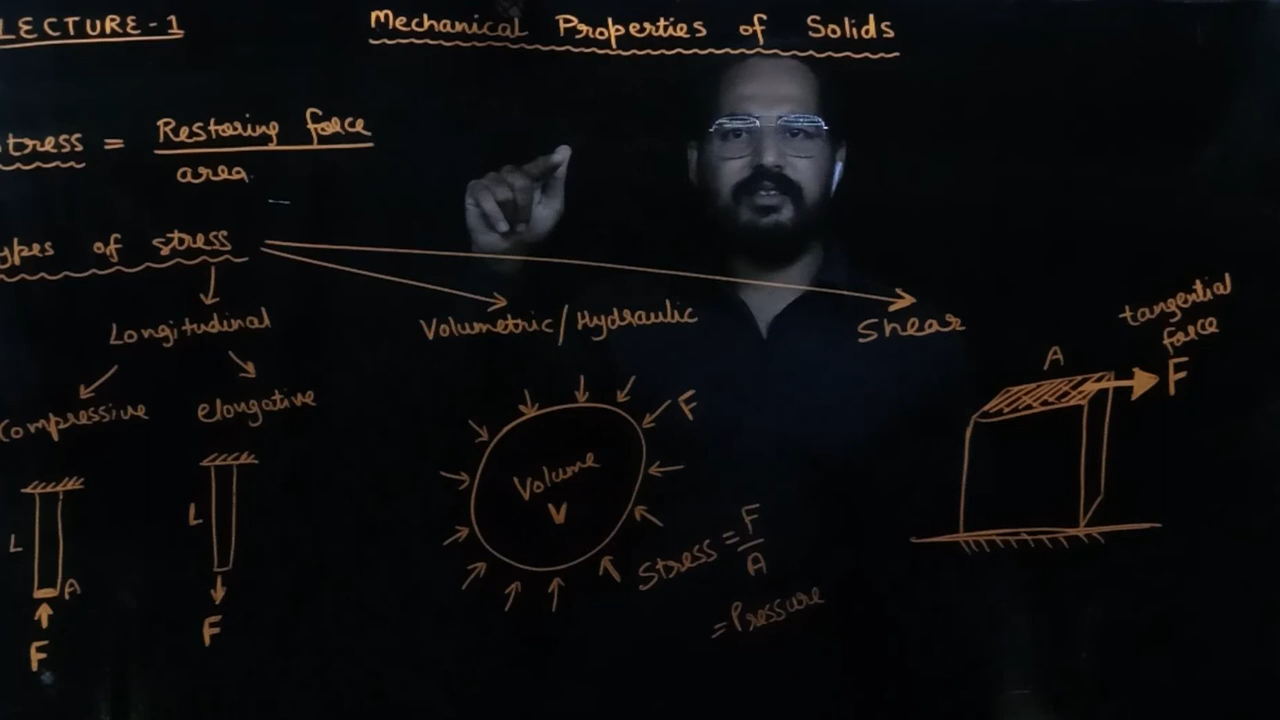 LECTURE-1
Mechanical Properties of Solids
tress = Restoring force
area
ypes of stress
Longitudinal
Volumetric/Hydraulic
Shear
tangential
force
Compressive
elongative
A
F
F
L
L
A
F
F
Volume
V
Stress = F
A
= Pressure